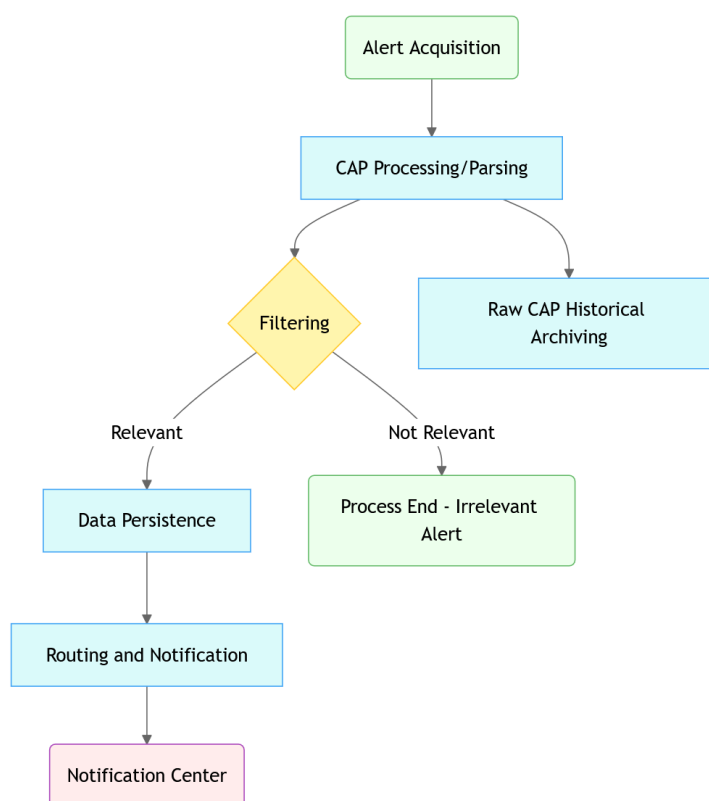 Alert Acquisition
CAP Processing/Parsing
Filtering
Raw CAP Historical
Archiving
Relevant
Not Relevant
Data Persistence
Process End - Irrelevant
Alert
Routing and Notification
Notification Center